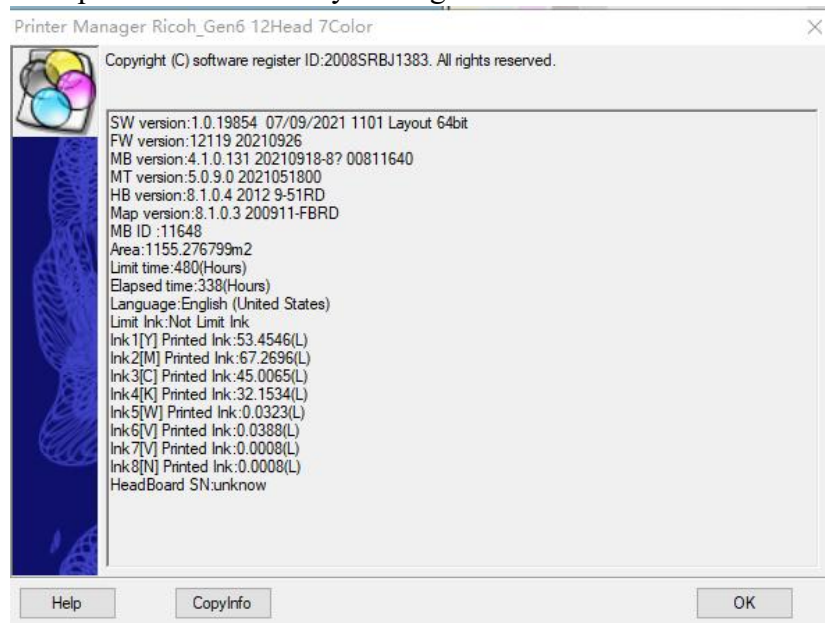 Printer Manager Ricoh_Gen6 12Head 7Color
Copyright (C) software register ID:2008SRBJ1383. All rights reserved.
SW version:1.0.19854 07/09/2021 1101 Layout 64bit
FW version:12119 20210926
MB version:4.1.0.131 20210918-8? 00811640
MT version:5.0.9.0 2021051800
HB version:8.1.0.4 2012 9-51RD
Map version:8.1.0.3 200911-FBRD
MB ID :11648
Area:1155.276799m2
Limit time:480(Hours)
Elapsed time:338(Hours)
Language:English (United States)
Limit Ink:Not Limit Ink
Ink1[Y] Printed Ink:53.4546(L)
Ink2[M] Printed Ink:67.2696(L)
Ink3[C] Printed Ink:45.0065(L)
Ink4[K] Printed Ink:32.1534(L)
Ink5[W] Printed Ink:0.0323(L)
Ink6[V] Printed Ink:0.0388(L)
Ink7[V] Printed Ink:0.0008(L)
Ink8[N] Printed Ink:0.0008(L)
HeadBoard SN:unknow
Help
CopyInfo
OK